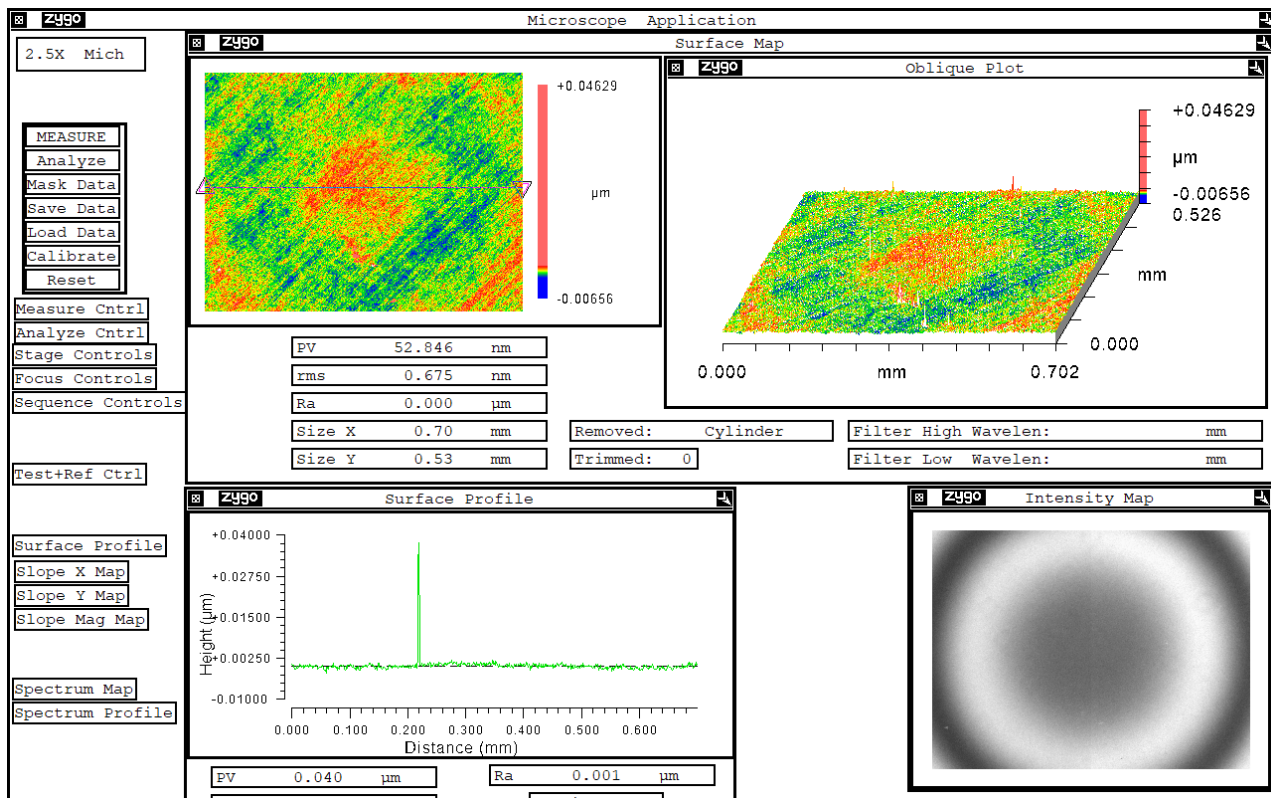 zygo Microscope Application
2.5X Mich
MEASURE
Analyze
Mask Data
Save Data
Load Data
Calibrate
Reset
Measure Cntrl
Analyze Cntrl
Stage Controls
Focus Controls
Sequence Controls
Test+Ref Ctrl
Surface Profile
Slope X Map
Slope Y Map
Slope Mag Map
Spectrum Map
Spectrum Profile
zygo Surface Map
+0.04629
µm
-0.00656
zygo Oblique Plot
+0.04629
µm
-0.00656
0.526
mm
0.000
0.000 mm 0.702
PV 52.846 nm
rms 0.675 nm
Ra 0.000 µm
Size X 0.70 mm
Size Y 0.53 mm
Removed: Cylinder
Trimmed: 0
Filter High Wavelen: mm
Filter Low Wavelen: mm
zygo Surface Profile
+0.04000
+0.02750
+0.01500
+0.00250
-0.01000
Height (µm)
0.000 0.100 0.200 0.300 0.400 0.500 0.600
Distance (mm)
PV 0.040 µm
Ra 0.001 µm
zygo Intensity Map